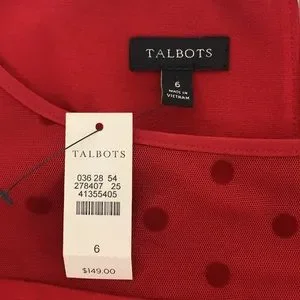 TALBOTS
6
MADE IN
VIETNAM
TALBOTS
036 28 54
278407 25
41355405
6
$149.00